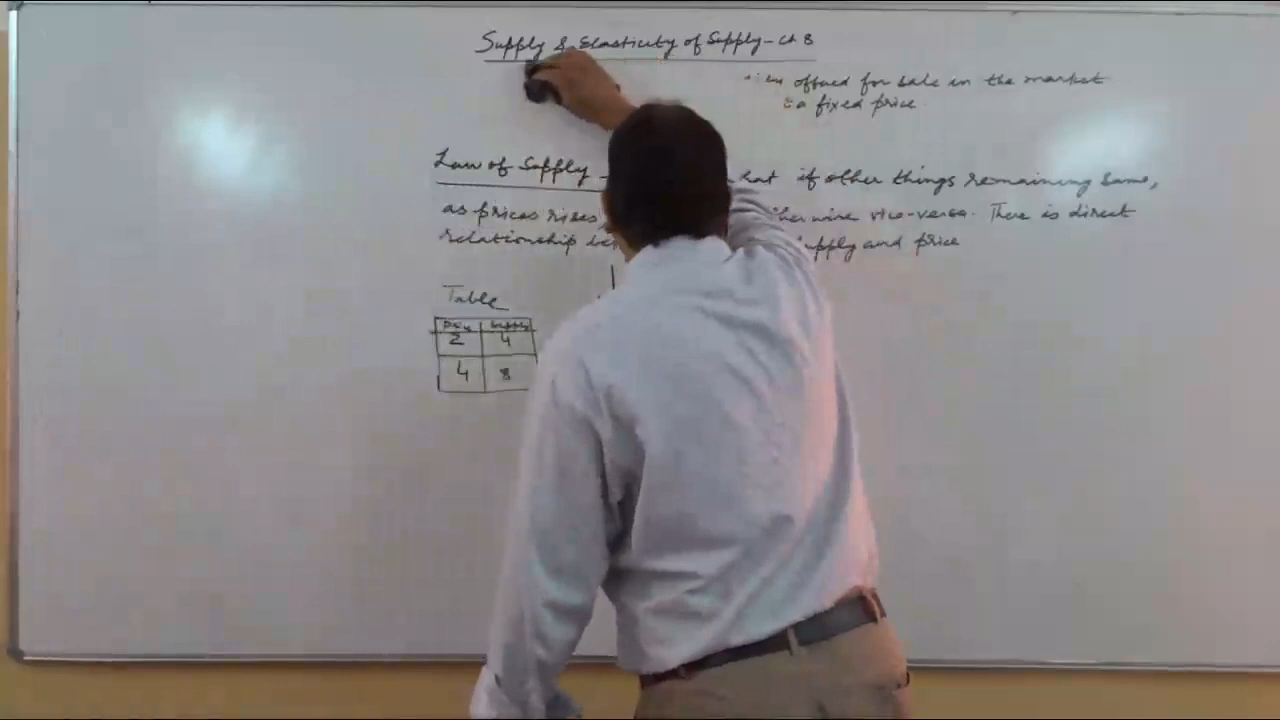 Supply & Elasticity of Supply - Ch 8
offered for sale in the market
a fixed price
Law of Supply - that if other things remaining same,
as prices rises, otherwise vice-versa. There is direct
relationship supply and price
Table
Supply
2 4
4 8